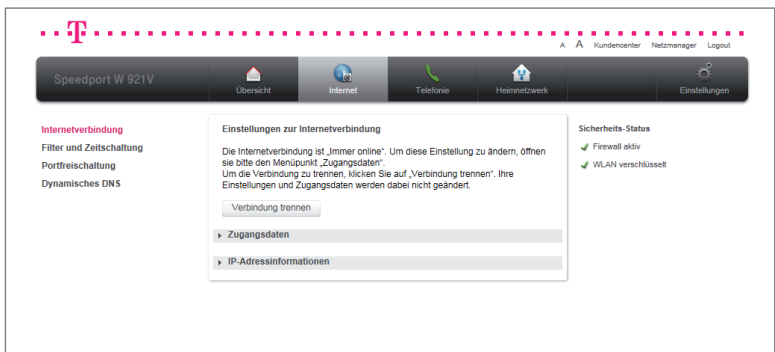 T
A A Kundencenter Netzmanager Logout
Speedport W 921V
Übersicht Internet Telefonie Heimnetzwerk Einstellungen
Internetverbindung
Filter und Zeitschaltung
Portfreischaltung
Dynamisches DNS
Einstellungen zur Internetverbindung
Die Internetverbindung ist „Immer online“. Um diese Einstellung zu ändern, öffnen
sie bitte den Menüpunkt „Zugangsdaten“.
Um die Verbindung zu trennen, klicken Sie auf „Verbindung trennen“. Ihre
Einstellungen und Zugangsdaten werden dabei nicht geändert.
Verbindung trennen
Zugangsdaten
IP-Adressinformationen
Sicherheits-Status
Firewall aktiv
WLAN verschlüsselt